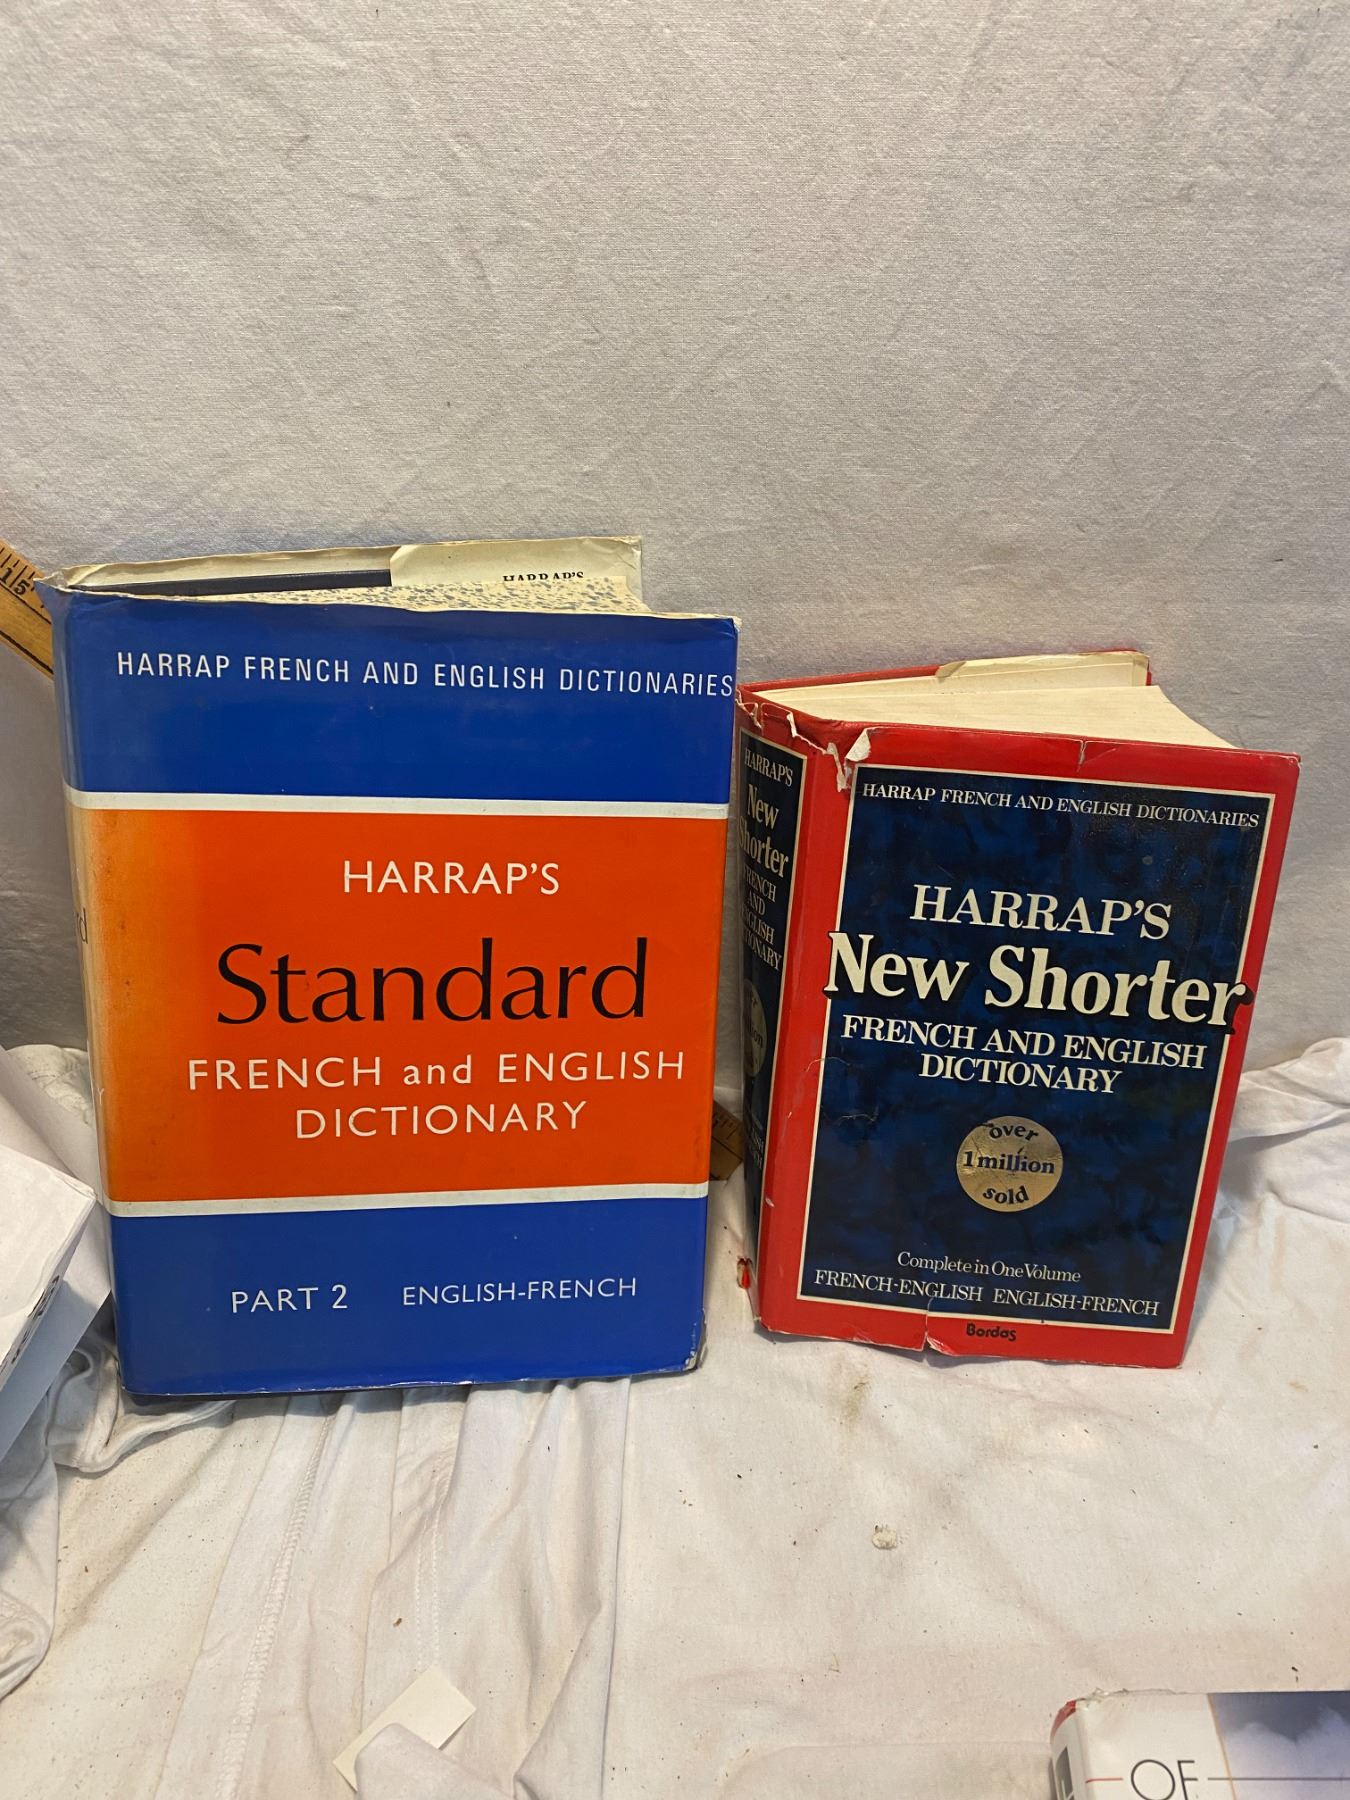 15
HARRAP'S
HARRAP FRENCH AND ENGLISH DICTIONARIES
HARRAP'S
Standard
FRENCH and ENGLISH
DICTIONARY
PART 2 ENGLISH-FRENCH
HARRAP'S
New
Shorter
FRENCH
AND
HARRAP FRENCH AND ENGLISH DICTIONARIES
HARRAP'S
New Shorter
FRENCH AND ENGLISH
DICTIONARY
over
1 million
sold
Complete in One Volume
FRENCH-ENGLISH ENGLISH-FRENCH
Bordas
OF